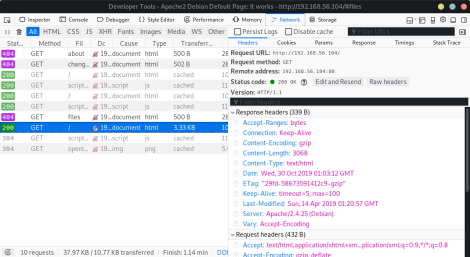 Developer Tools - Apache2 Debian Default Page: It works - http://192.168.56.104/#files
Inspector Console Debugger Style Editor Performance Memory Network Storage
All HTML CSS JS XHR Fonts Images Media WS Other Persist Logs Disable cache Filter URLs
Stat... Method Fil Dc Cause Type Transferr...
Headers Cookies Params Response Timings Stack Trace
404 GET about 19... document html 500 B
404 GET chang... 19... document html 502 B
200 GET / 19... document html cached
200 GET script... 19... script js cached
200 GET script... 19... script js cached
404 GET files 19... document html 500 B
200 GET / 19... document html 3.33 KB
304 GET script... 19... script js cached
304 GET openl... 19... img png cached
Request URL: http://192.168.56.104/
Request method: GET
Remote address: 192.168.56.104:80
Status code: 200 OK Edit and Resend Raw headers
Version: HTTP/1.1
Filter headers
Response headers (339 B)
Accept-Ranges: bytes
Connection: Keep-Alive
Content-Encoding: gzip
Content-Length: 3068
Content-Type: text/html
Date: Wed, 30 Oct 2019 01:03:12 GMT
ETag: "29fd-58673591412c9-gzip"
Keep-Alive: timeout=5, max=100
Last-Modified: Sun, 14 Apr 2019 01:20:57 GMT
Server: Apache/2.4.25 (Debian)
Vary: Accept-Encoding
Request headers (432 B)
Accept: text/html,application/xhtml+xm...plication/xml;q=0.9,*/*;q=0.8
Accept-Encoding: gzip, deflate
10 requests 37.97 KB / 10.77 KB transferred Finish: 1.14 min